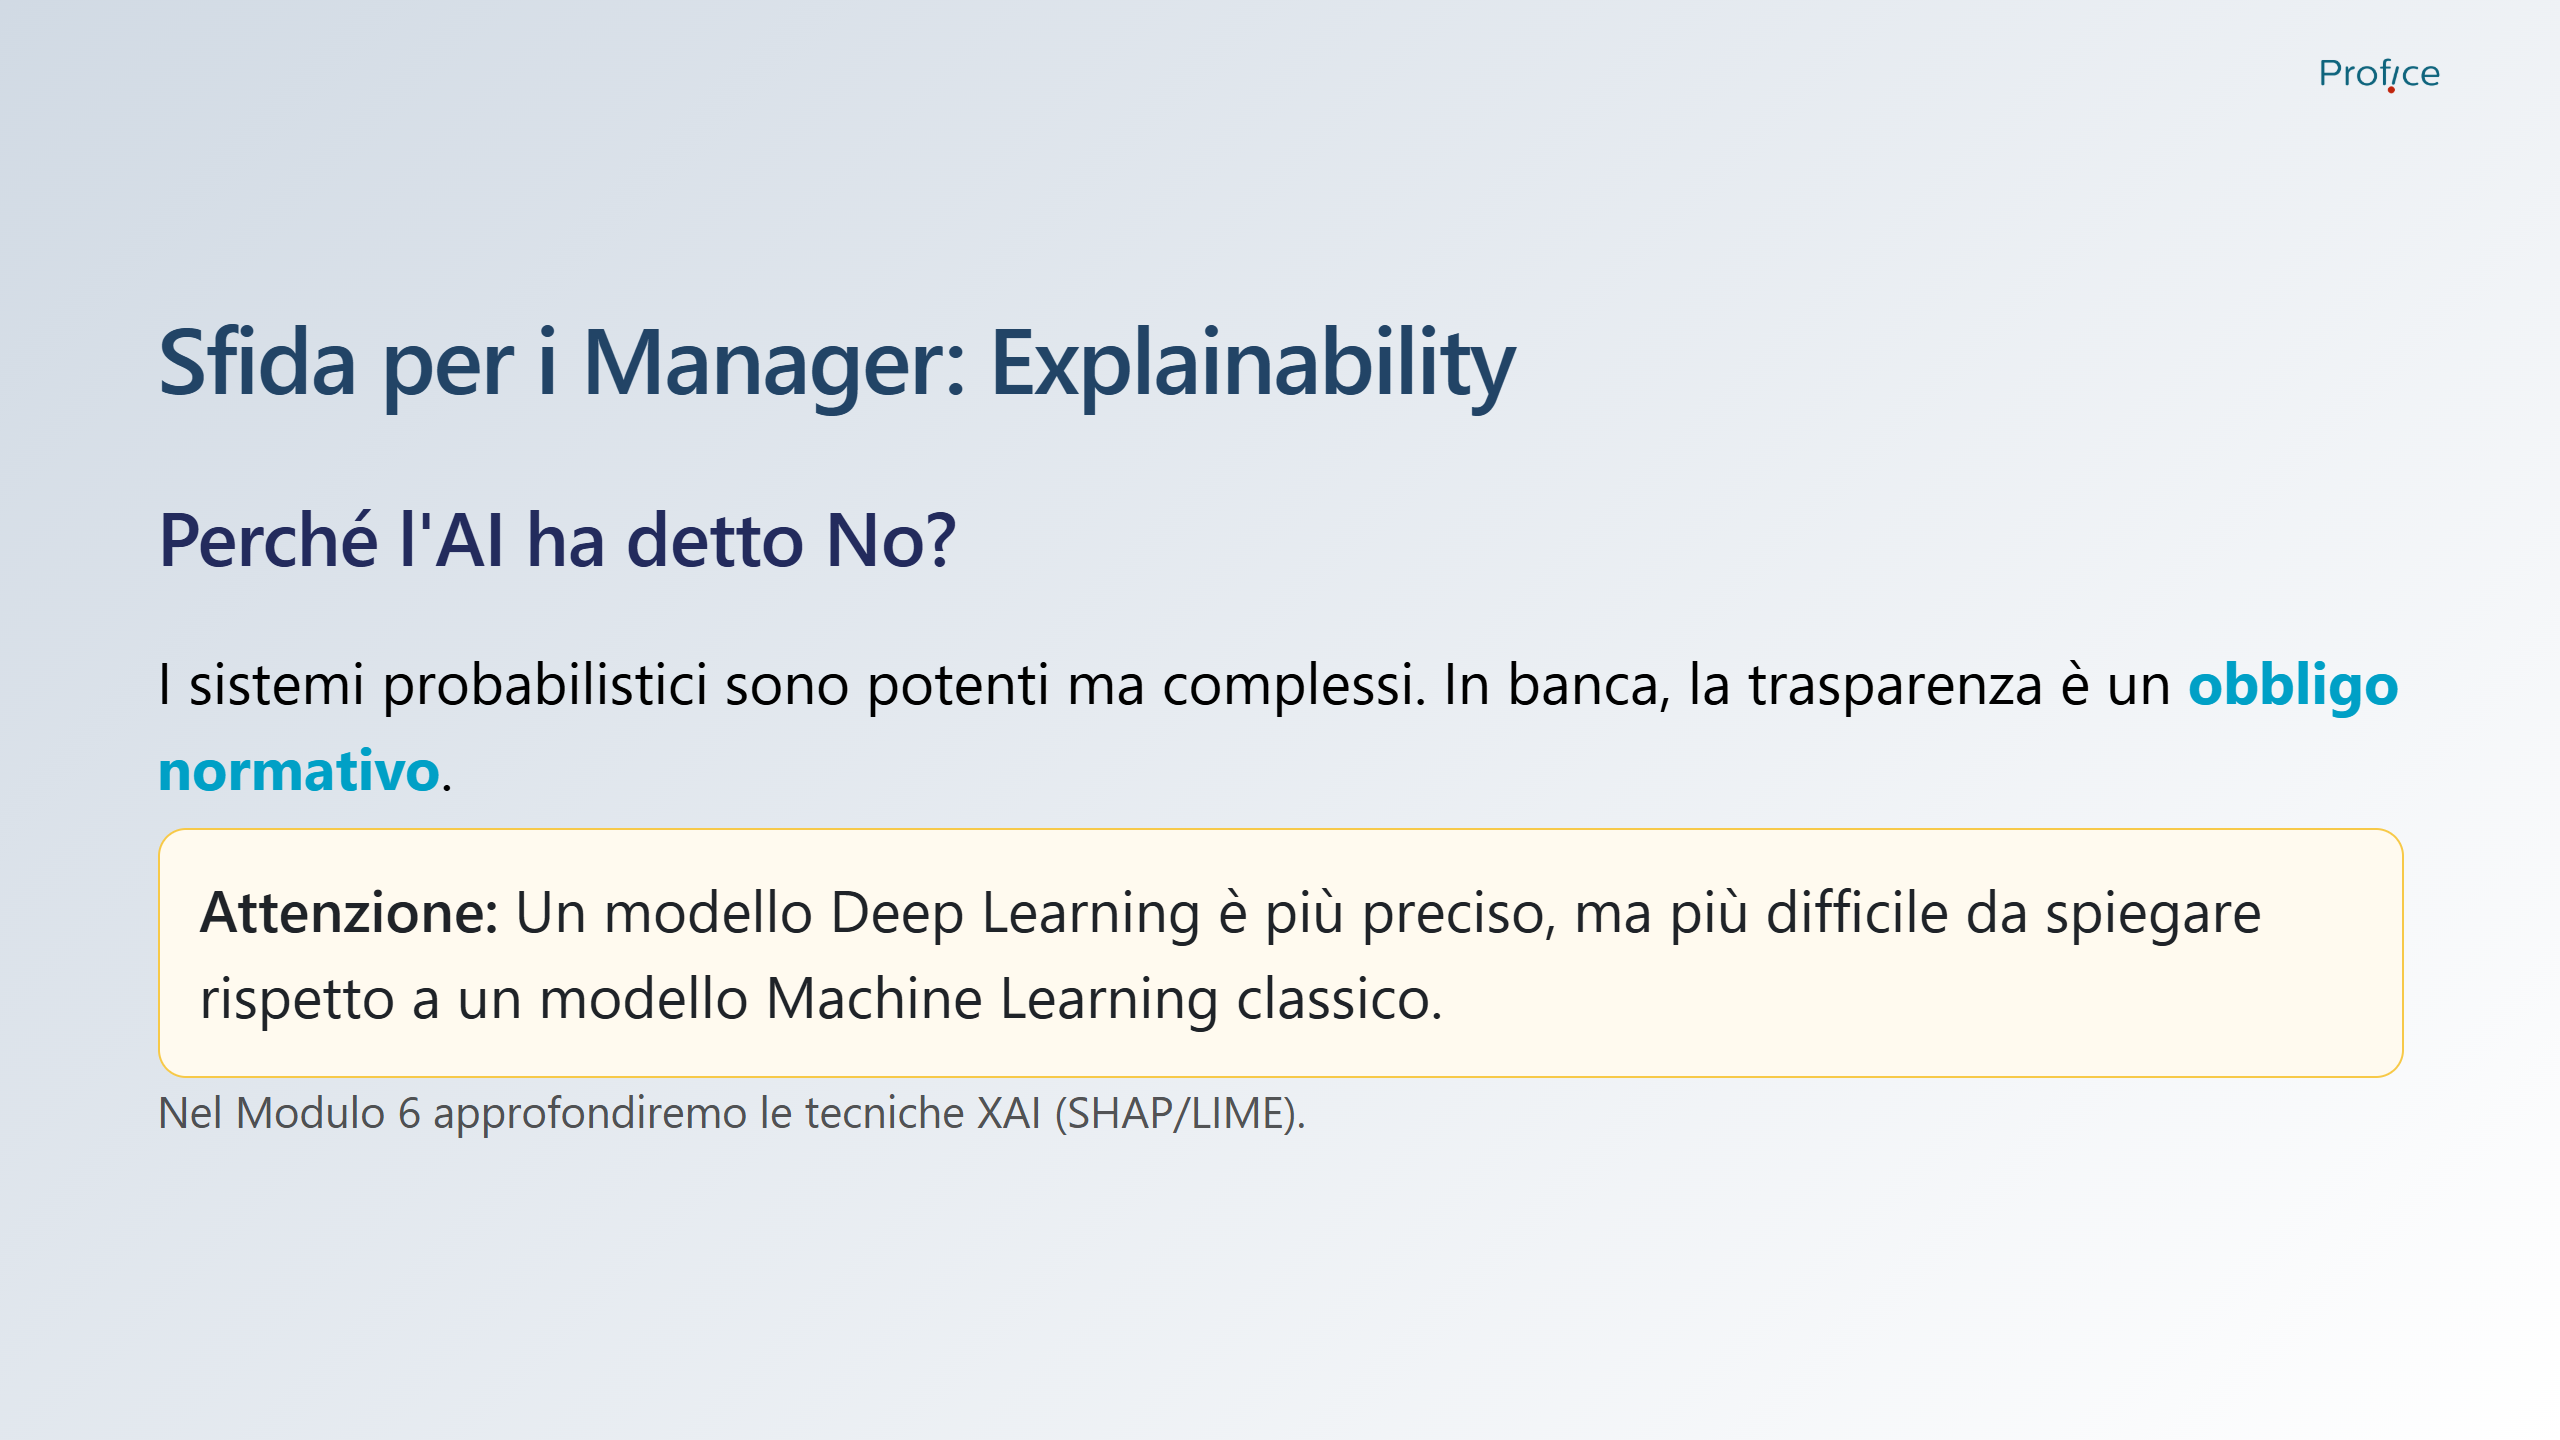 Profice
Sfida per i Manager: Explainability
Perché l'AI ha detto No?
I sistemi probabilistici sono potenti ma complessi. In banca, la trasparenza è un obbligo
normativo.
Attenzione: Un modello Deep Learning è più preciso, ma più difficile da spiegare
rispetto a un modello Machine Learning classico.
Nel Modulo 6 approfondiremo le tecniche XAI (SHAP/LIME).